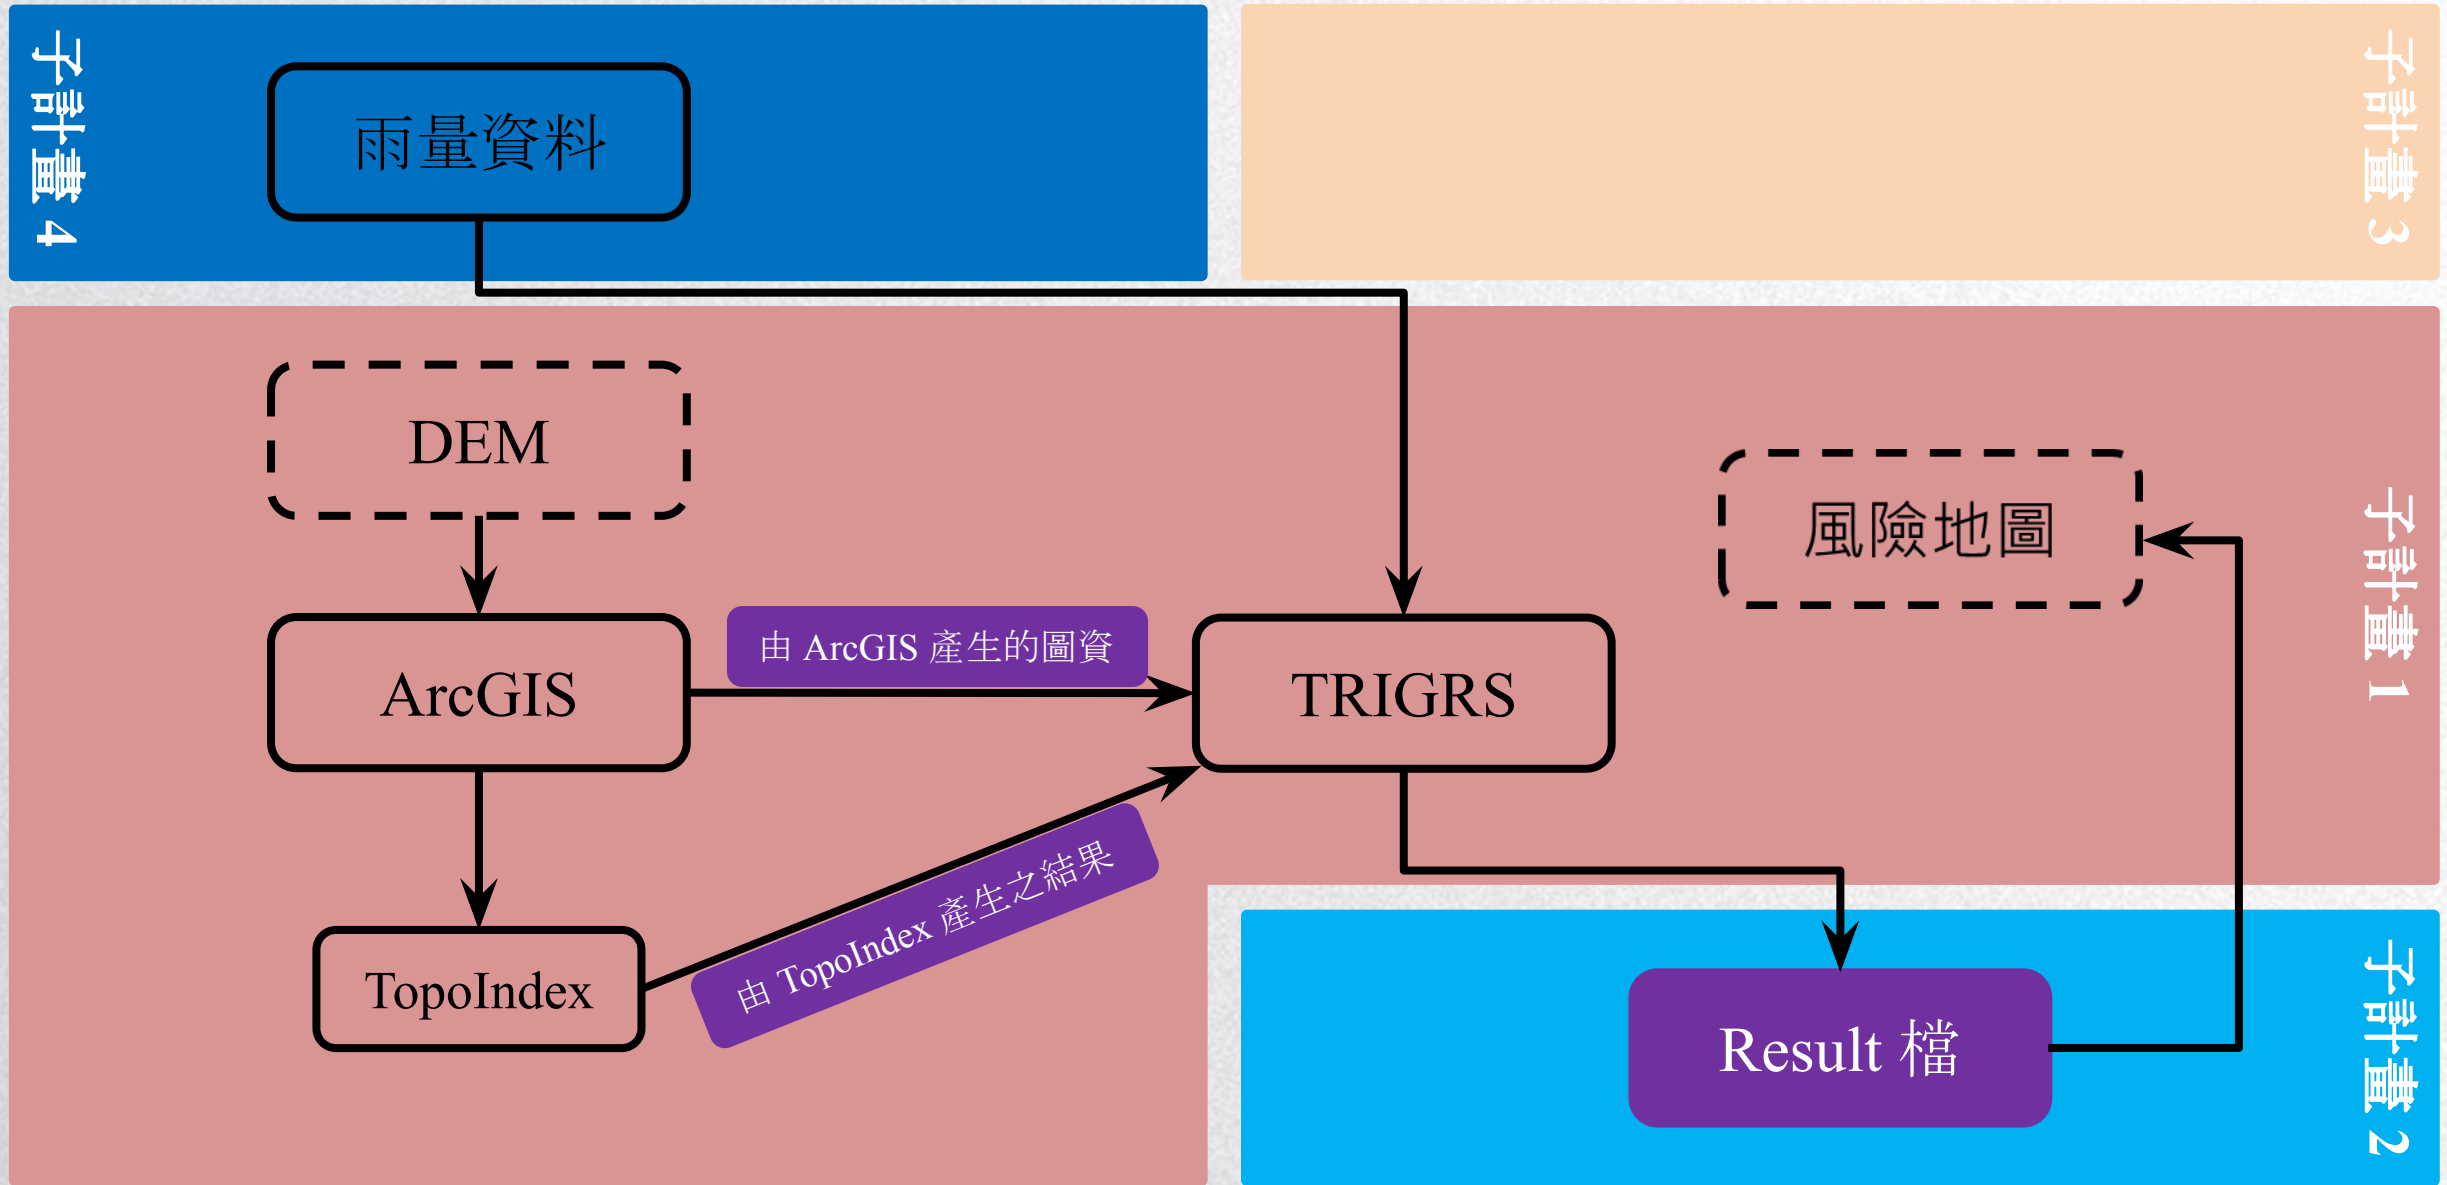 子計畫 4
雨量資料
子計畫 3
DEM
風險地圖
子計畫 1
由 ArcGIS 產生的圖資
ArcGIS
TRIGRS
由 TopoIndex 產生之結果
TopoIndex
Result 檔
子計畫 2